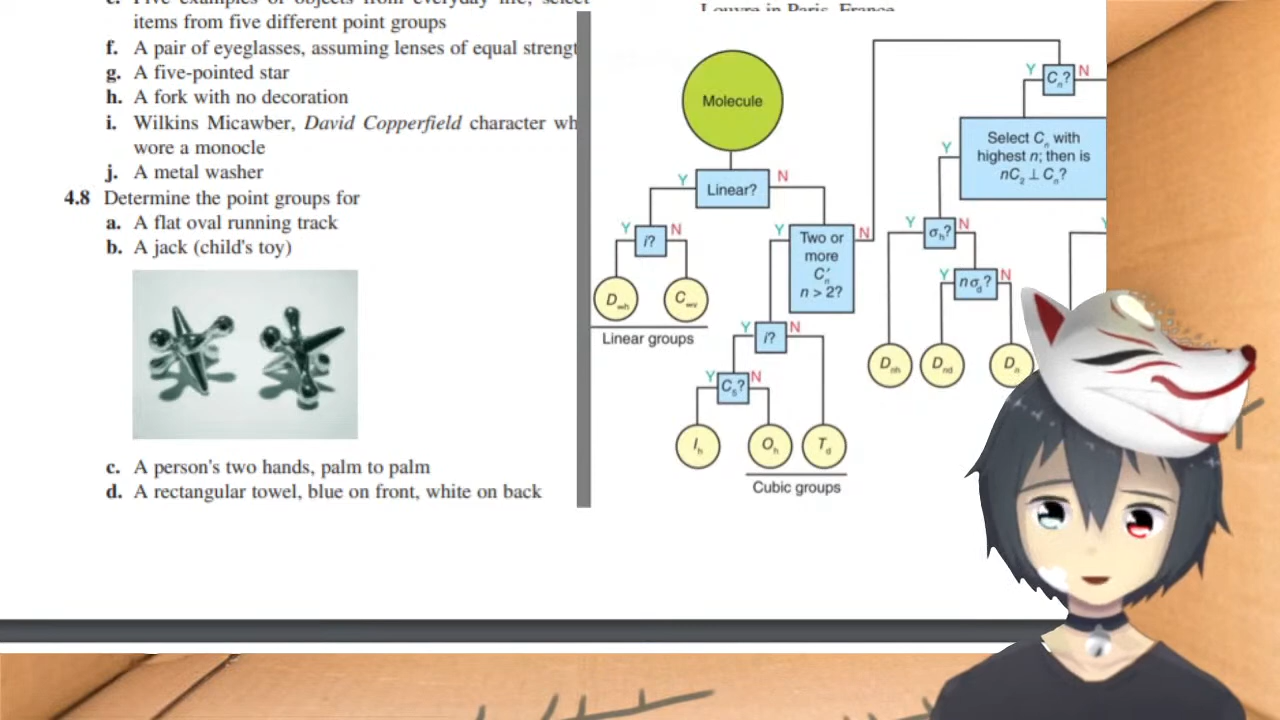 items from five different point groups
f. A pair of eyeglasses, assuming lenses of equal strengt
g. A five-pointed star
h. A fork with no decoration
i. Wilkins Micawber, David Copperfield character wh
wore a monocle
j. A metal washer
4.8 Determine the point groups for
a. A flat oval running track
b. A jack (child's toy)
c. A person's two hands, palm to palm
d. A rectangular towel, blue on front, white on back
Louvre in Paris, France
Molecule
Y
Linear?
N
Y
i?
N
D∞h
C∞v
Linear groups
Y
Two or
more
C'n
n > 2?
N
Y
i?
N
Y
C5?
N
Ih
Oh
Td
Cubic groups
Y
Cn?
N
Y
Select Cn with
highest n; then is
nC2 ⊥ Cn?
Y
σh?
N
Y
nσd?
N
Dnh
Dnd
Dn